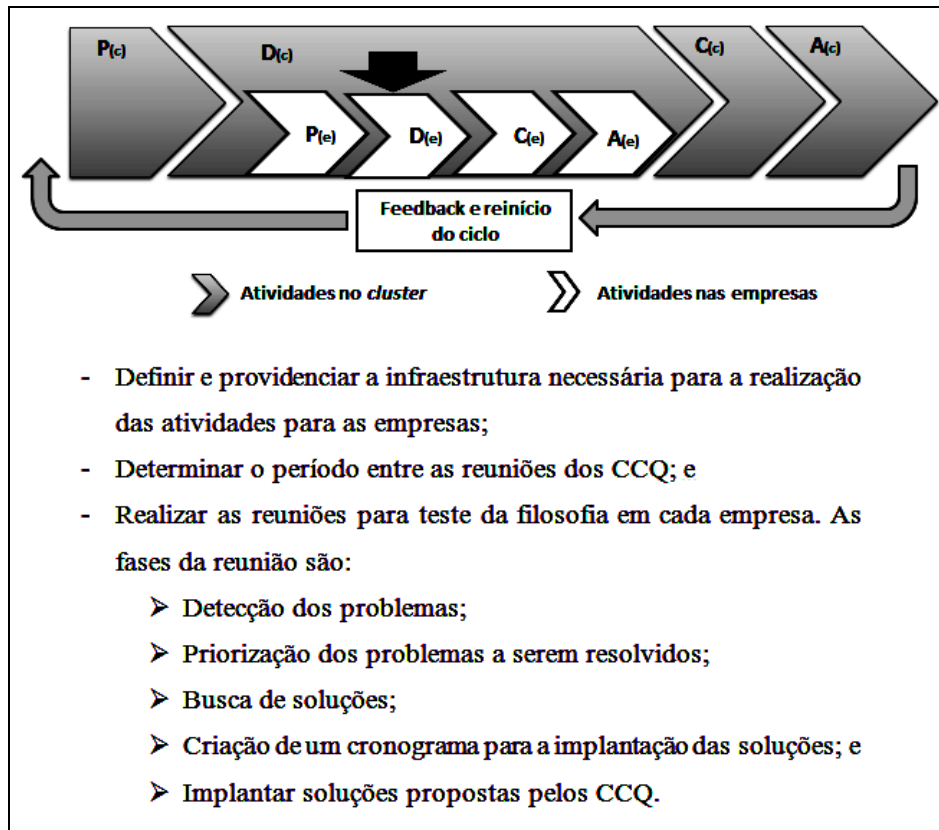 P(c) D(c) C(c) A(c)
P(e) D(e) C(e) A(e)
Feedback e reinício
do ciclo
Atividades no cluster Atividades nas empresas
- Definir e providenciar a infraestrutura necessária para a realização
das atividades para as empresas;
- Determinar o período entre as reuniões dos CCQ; e
- Realizar as reuniões para teste da filosofia em cada empresa. As
fases da reunião são:
➢ Detecção dos problemas;
➢ Priorização dos problemas a serem resolvidos;
➢ Busca de soluções;
➢ Criação de um cronograma para a implantação das soluções; e
➢ Implantar soluções propostas pelos CCQ.